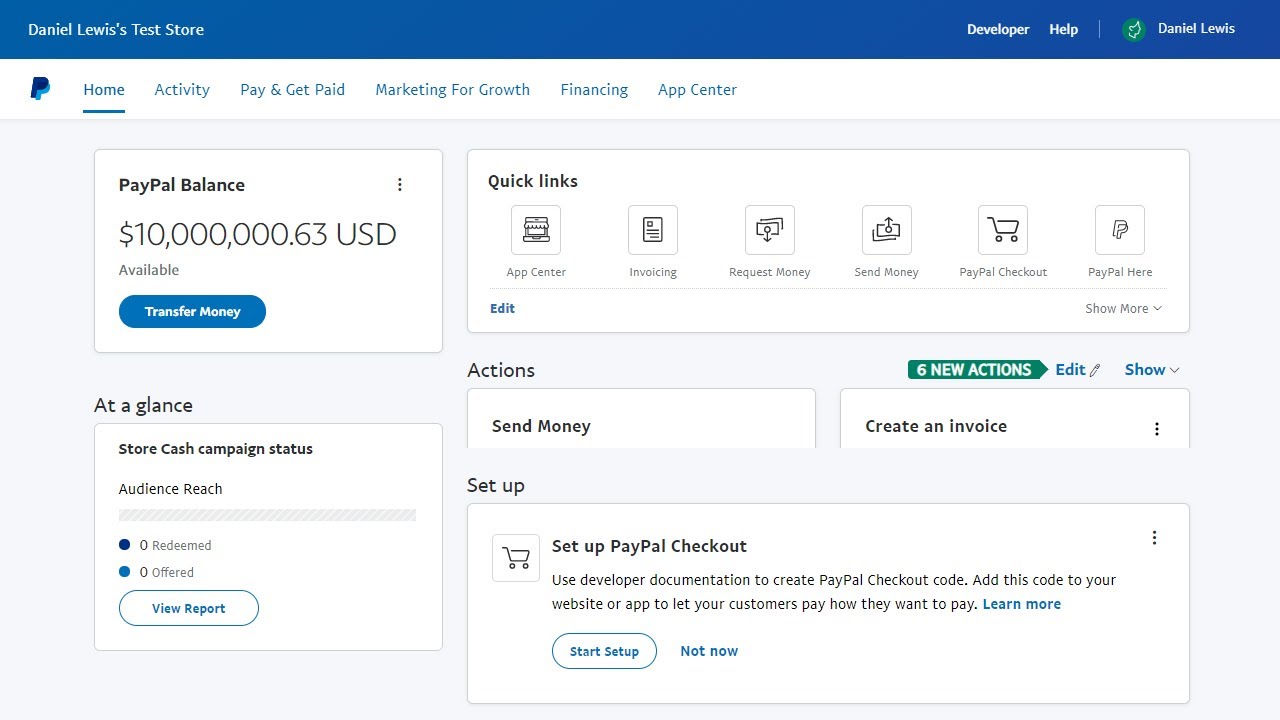 Daniel Lewis's Test Store
Developer Help Daniel Lewis
Home Activity Pay & Get Paid Marketing For Growth Financing App Center
PayPal Balance
$10,000,000.63 USD
Available
Transfer Money
Quick links
App Center Invoicing Request Money Send Money PayPal Checkout PayPal Here
Edit Show More
At a glance
Store Cash campaign status
Audience Reach
0 Redeemed
0 Offered
View Report
Actions
6 NEW ACTIONS Edit Show
Send Money Create an invoice
Set up
Set up PayPal Checkout
Use developer documentation to create PayPal Checkout code. Add this code to your
website or app to let your customers pay how they want to pay. Learn more
Start Setup Not now